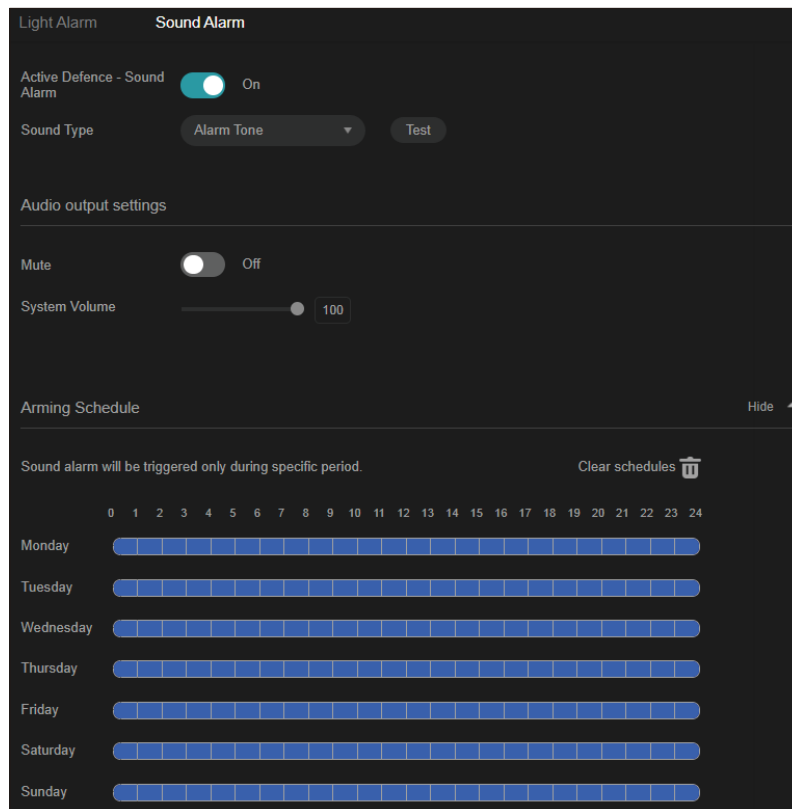 Light Alarm Sound Alarm
Active Defence - Sound
Alarm
On
Sound Type Alarm Tone Test
Audio output settings
Mute Off
System Volume 100
Arming Schedule Hide
Sound alarm will be triggered only during specific period. Clear schedules
0 1 2 3 4 5 6 7 8 9 10 11 12 13 14 15 16 17 18 19 20 21 22 23 24
Monday
Tuesday
Wednesday
Thursday
Friday
Saturday
Sunday